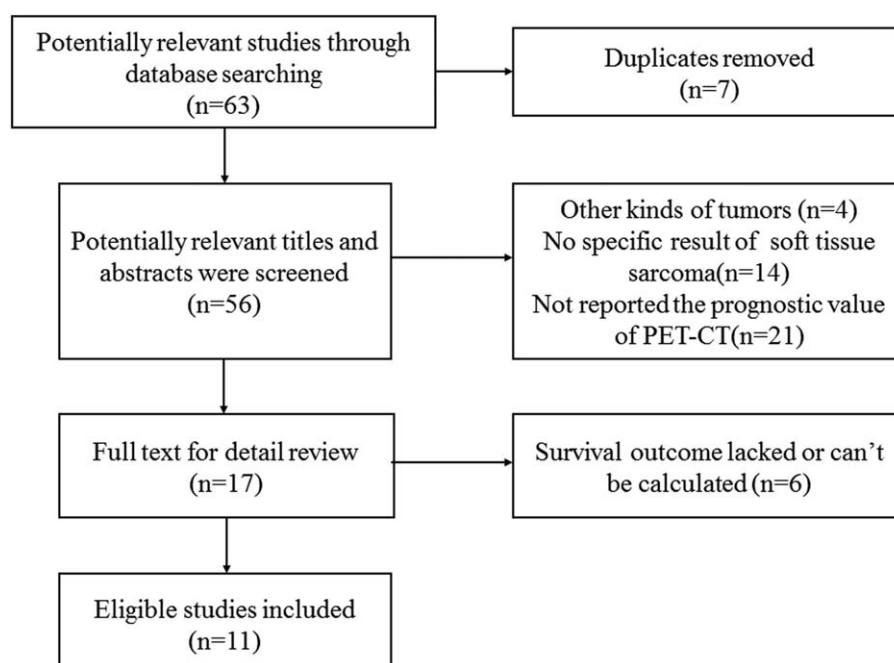 Potentially relevant studies through
database searching
(n=63)
Duplicates removed
(n=7)
Potentially relevant titles and
abstracts were screened
(n=56)
Other kinds of tumors (n=4)
No specific result of soft tissue
sarcoma(n=14)
Not reported the prognostic value
of PET-CT(n=21)
Full text for detail review
(n=17)
Survival outcome lacked or can’t
be calculated (n=6)
Eligible studies included
(n=11)